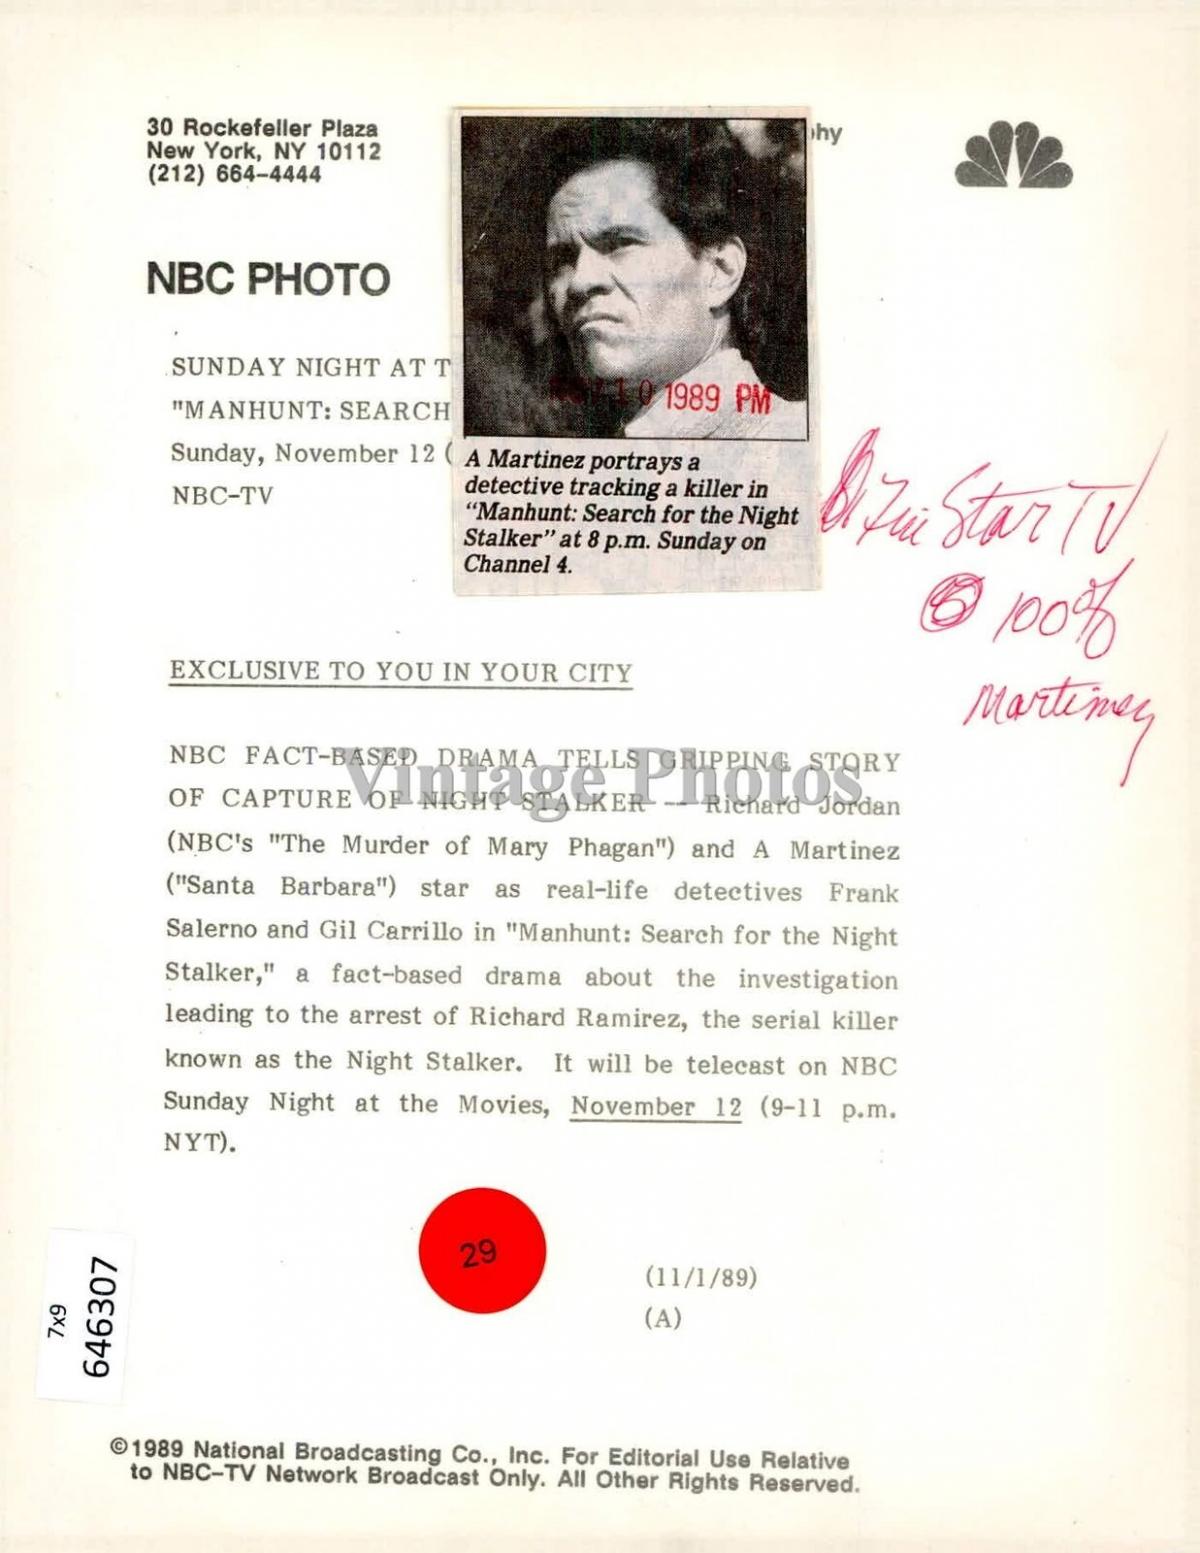 30 Rockefeller Plaza
New York, NY 10112
(212) 664-4444
hy
NBC PHOTO
SUNDAY NIGHT AT T
"MANHUNT: SEARCH
Sunday, November 12 (
NBC-TV
NOV 10 1989 PM
A Martinez portrays a
detective tracking a killer in
“Manhunt: Search for the Night
Stalker” at 8 p.m. Sunday on
Channel 4.
Star TV
100%
Martinez
EXCLUSIVE TO YOU IN YOUR CITY
NBC FACT-BASED DRAMA TELLS GRIPPING STORY
OF CAPTURE OF NIGHT STALKER -- Richard Jordan
(NBC's "The Murder of Mary Phagan") and A Martinez
("Santa Barbara") star as real-life detectives Frank
Salerno and Gil Carrillo in "Manhunt: Search for the Night
Stalker," a fact-based drama about the investigation
leading to the arrest of Richard Ramirez, the serial killer
known as the Night Stalker. It will be telecast on NBC
Sunday Night at the Movies, November 12 (9-11 p.m.
NYT).
Vintage Photos
29
(11/1/89)
(A)
7x9
646307
©1989 National Broadcasting Co., Inc. For Editorial Use Relative
to NBC-TV Network Broadcast Only. All Other Rights Reserved.